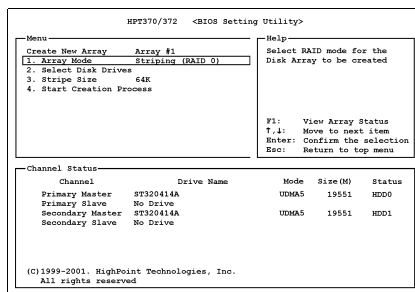 HPT370/372 <BIOS Setting Utility>
Menu
Create New Array Array #1
1. Array Mode Striping (RAID 0)
2. Select Disk Drives
3. Stripe Size 64K
4. Start Creation Process
Help
Select RAID mode for the
Disk Array to be created
F1: View Array Status
↑,↓: Move to next item
Enter: Confirm the selection
Esc: Return to top menu
Channel Status
Channel Drive Name Mode Size(M) Status
Primary Master ST320414A UDMA5 19551 HDD0
Primary Slave No Drive
Secondary Master ST320414A UDMA5 19551 HDD1
Secondary Slave No Drive
(C)1999-2001. HighPoint Technologies, Inc.
All rights reserved